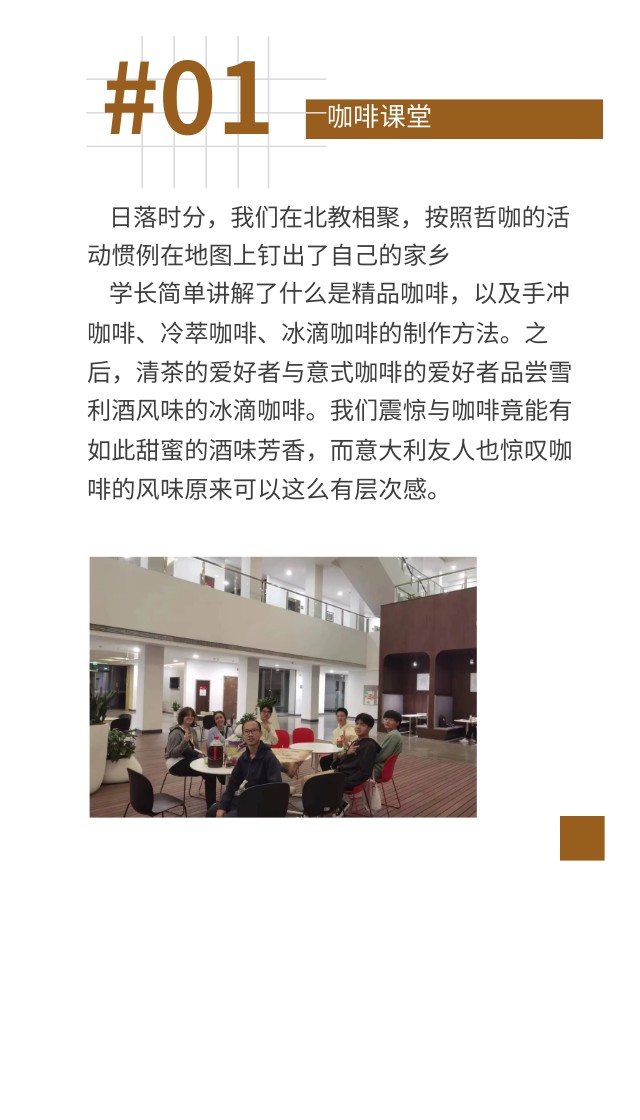 #01
咖啡课堂
日落时分，我们在北教相聚，按照哲咖的活
动惯例在地图上钉出了自己的家乡
学长简单讲解了什么是精品咖啡，以及手冲
咖啡、冷萃咖啡、冰滴咖啡的制作方法。之
后，清茶的爱好者与意式咖啡的爱好者品尝雪
利酒风味的冰滴咖啡。我们震惊与咖啡竟能有
如此甜蜜的酒味芳香，而意大利友人也惊叹咖
啡的风味原来可以这么有层次感。